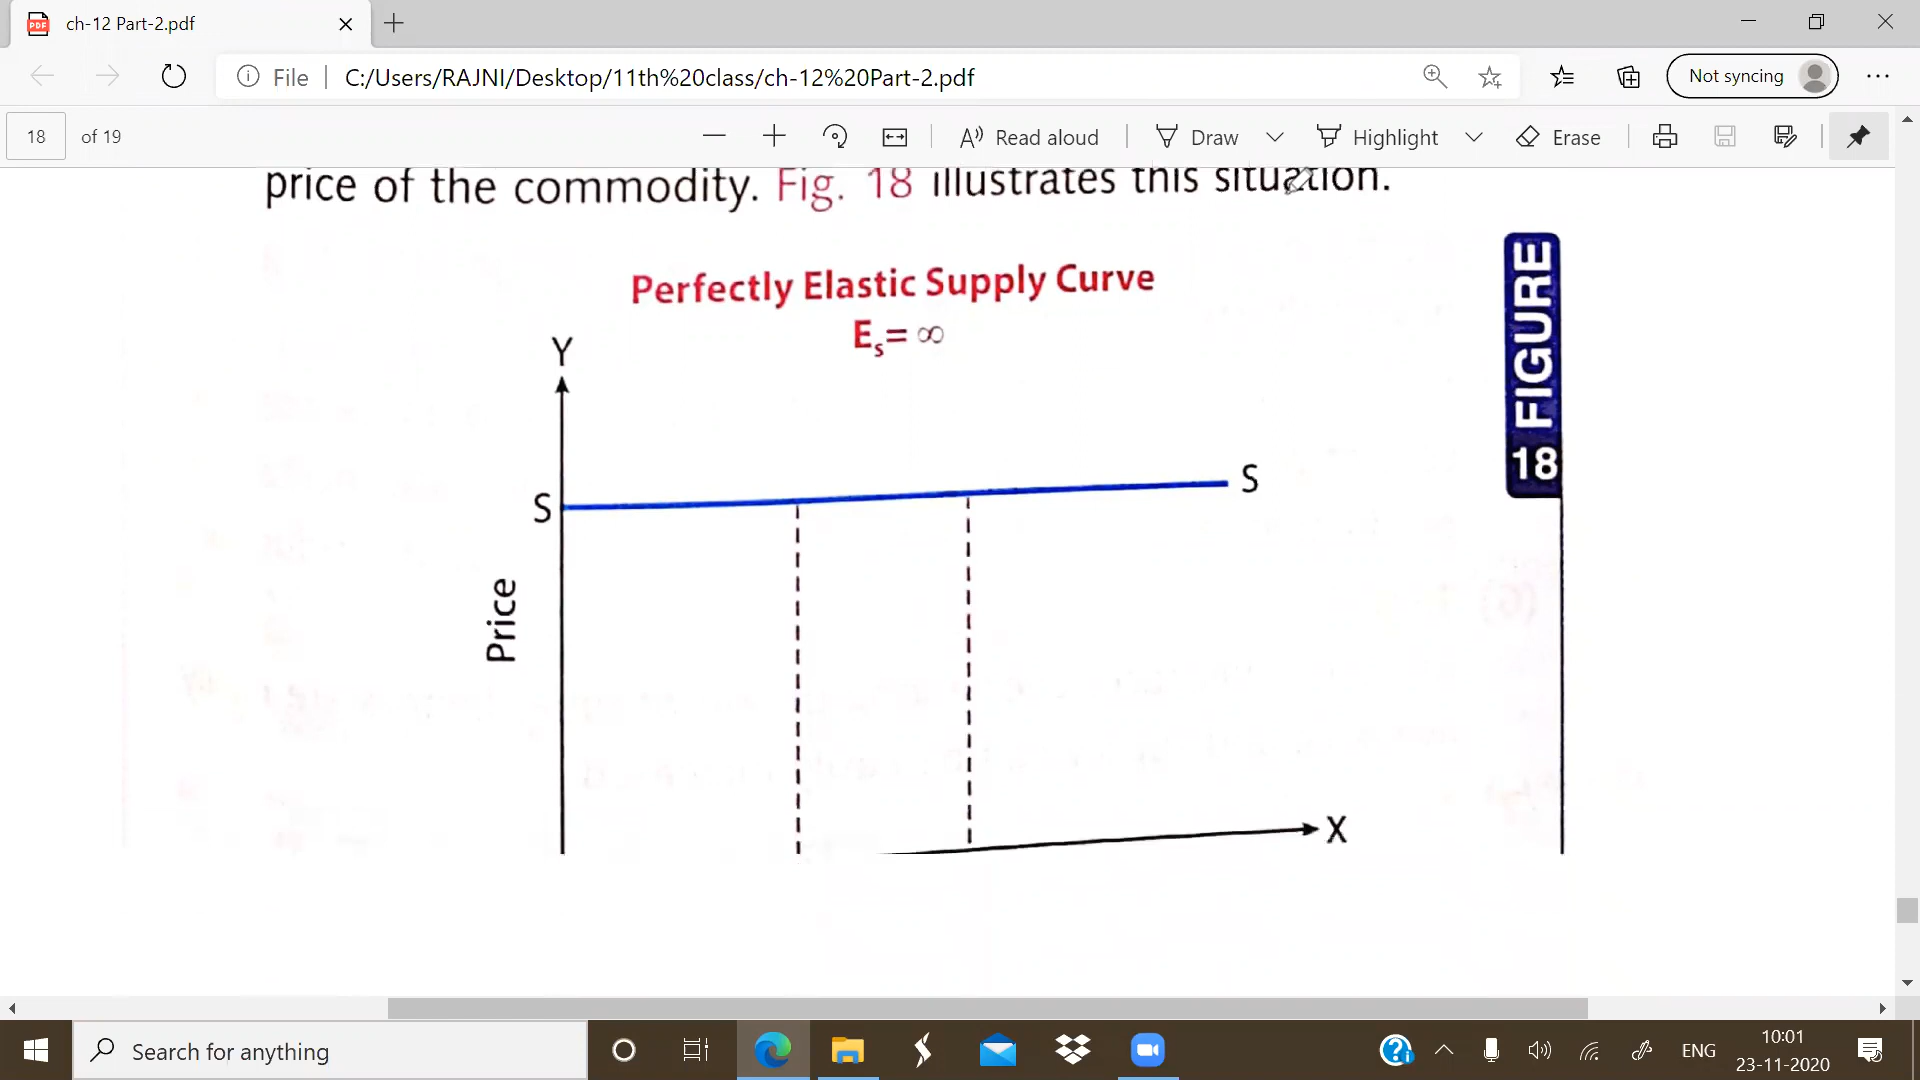 ch-12 Part-2.pdf
File | C:/Users/RAJNI/Desktop/11th%20class/ch-12%20Part-2.pdf
Not syncing
18 of 19
Read aloud
Draw
Highlight
Erase
price of the commodity. Fig. 18 illustrates this situation.
Perfectly Elastic Supply Curve
Es= ∞
FIGURE 18
Y
S
S
Price
X
Search for anything
ENG
10:01
23-11-2020